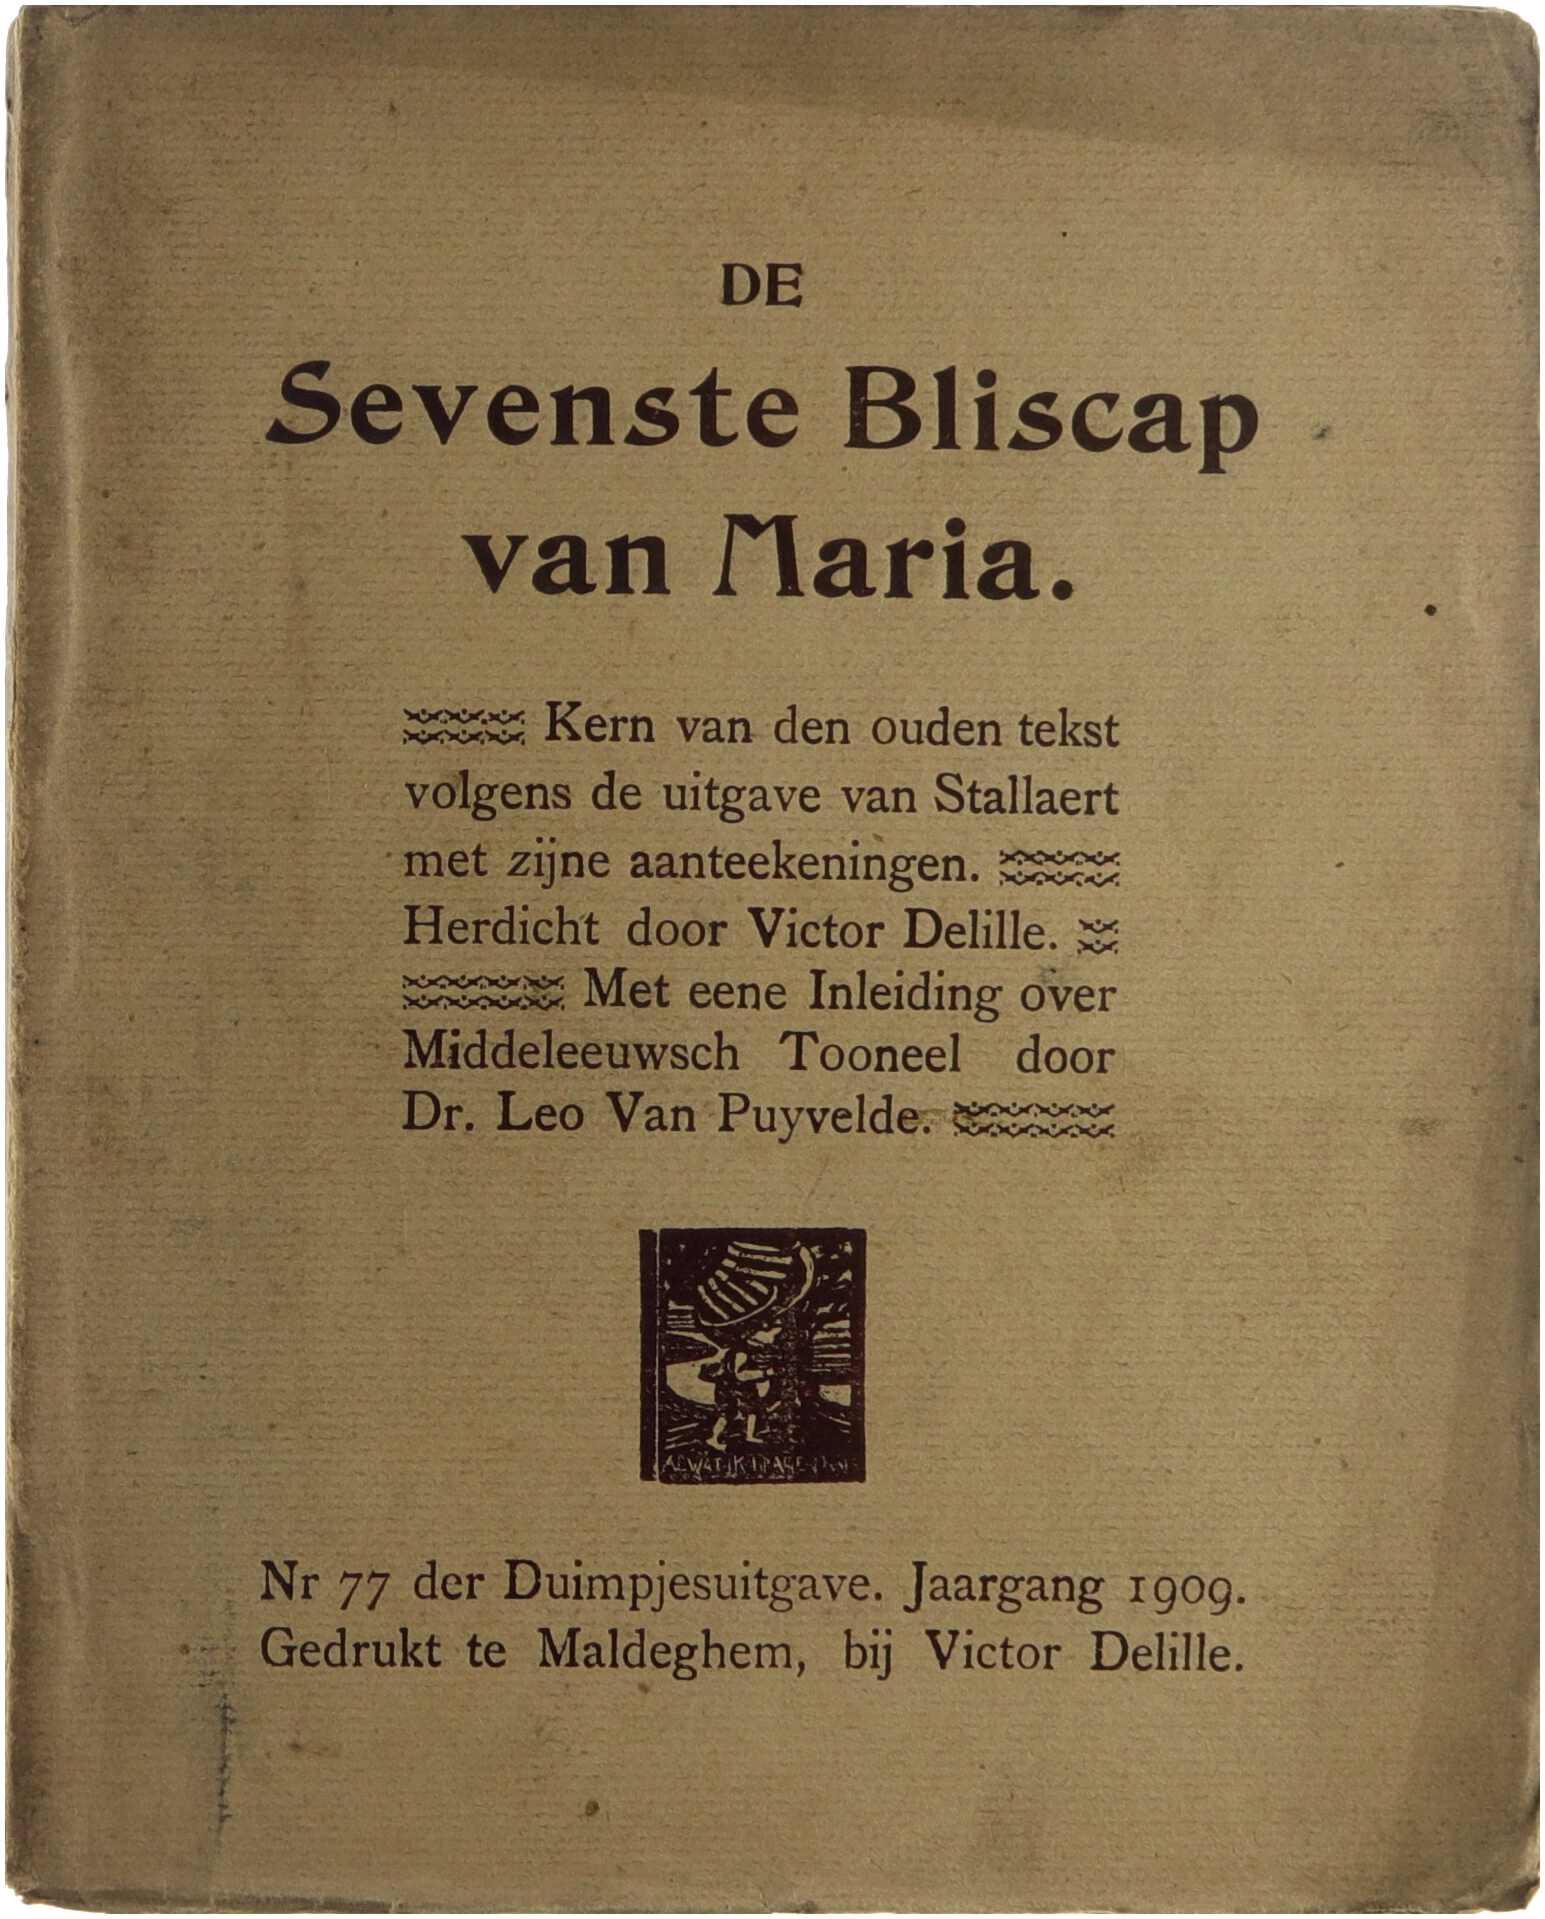 DE
Sevenste Bliscap
van Maria.
Kern van den ouden tekst
volgens de uitgave van Stallaert
met zijne aanteekeningen.
Herdicht door Victor Delille.
Met eene Inleiding over
Middeleeuwsch Tooneel door
Dr. Leo Van Puyvelde.
Nr 77 der Duimpjesuitgave. Jaargang 1909.
Gedrukt te Maldeghem, bij Victor Delille.